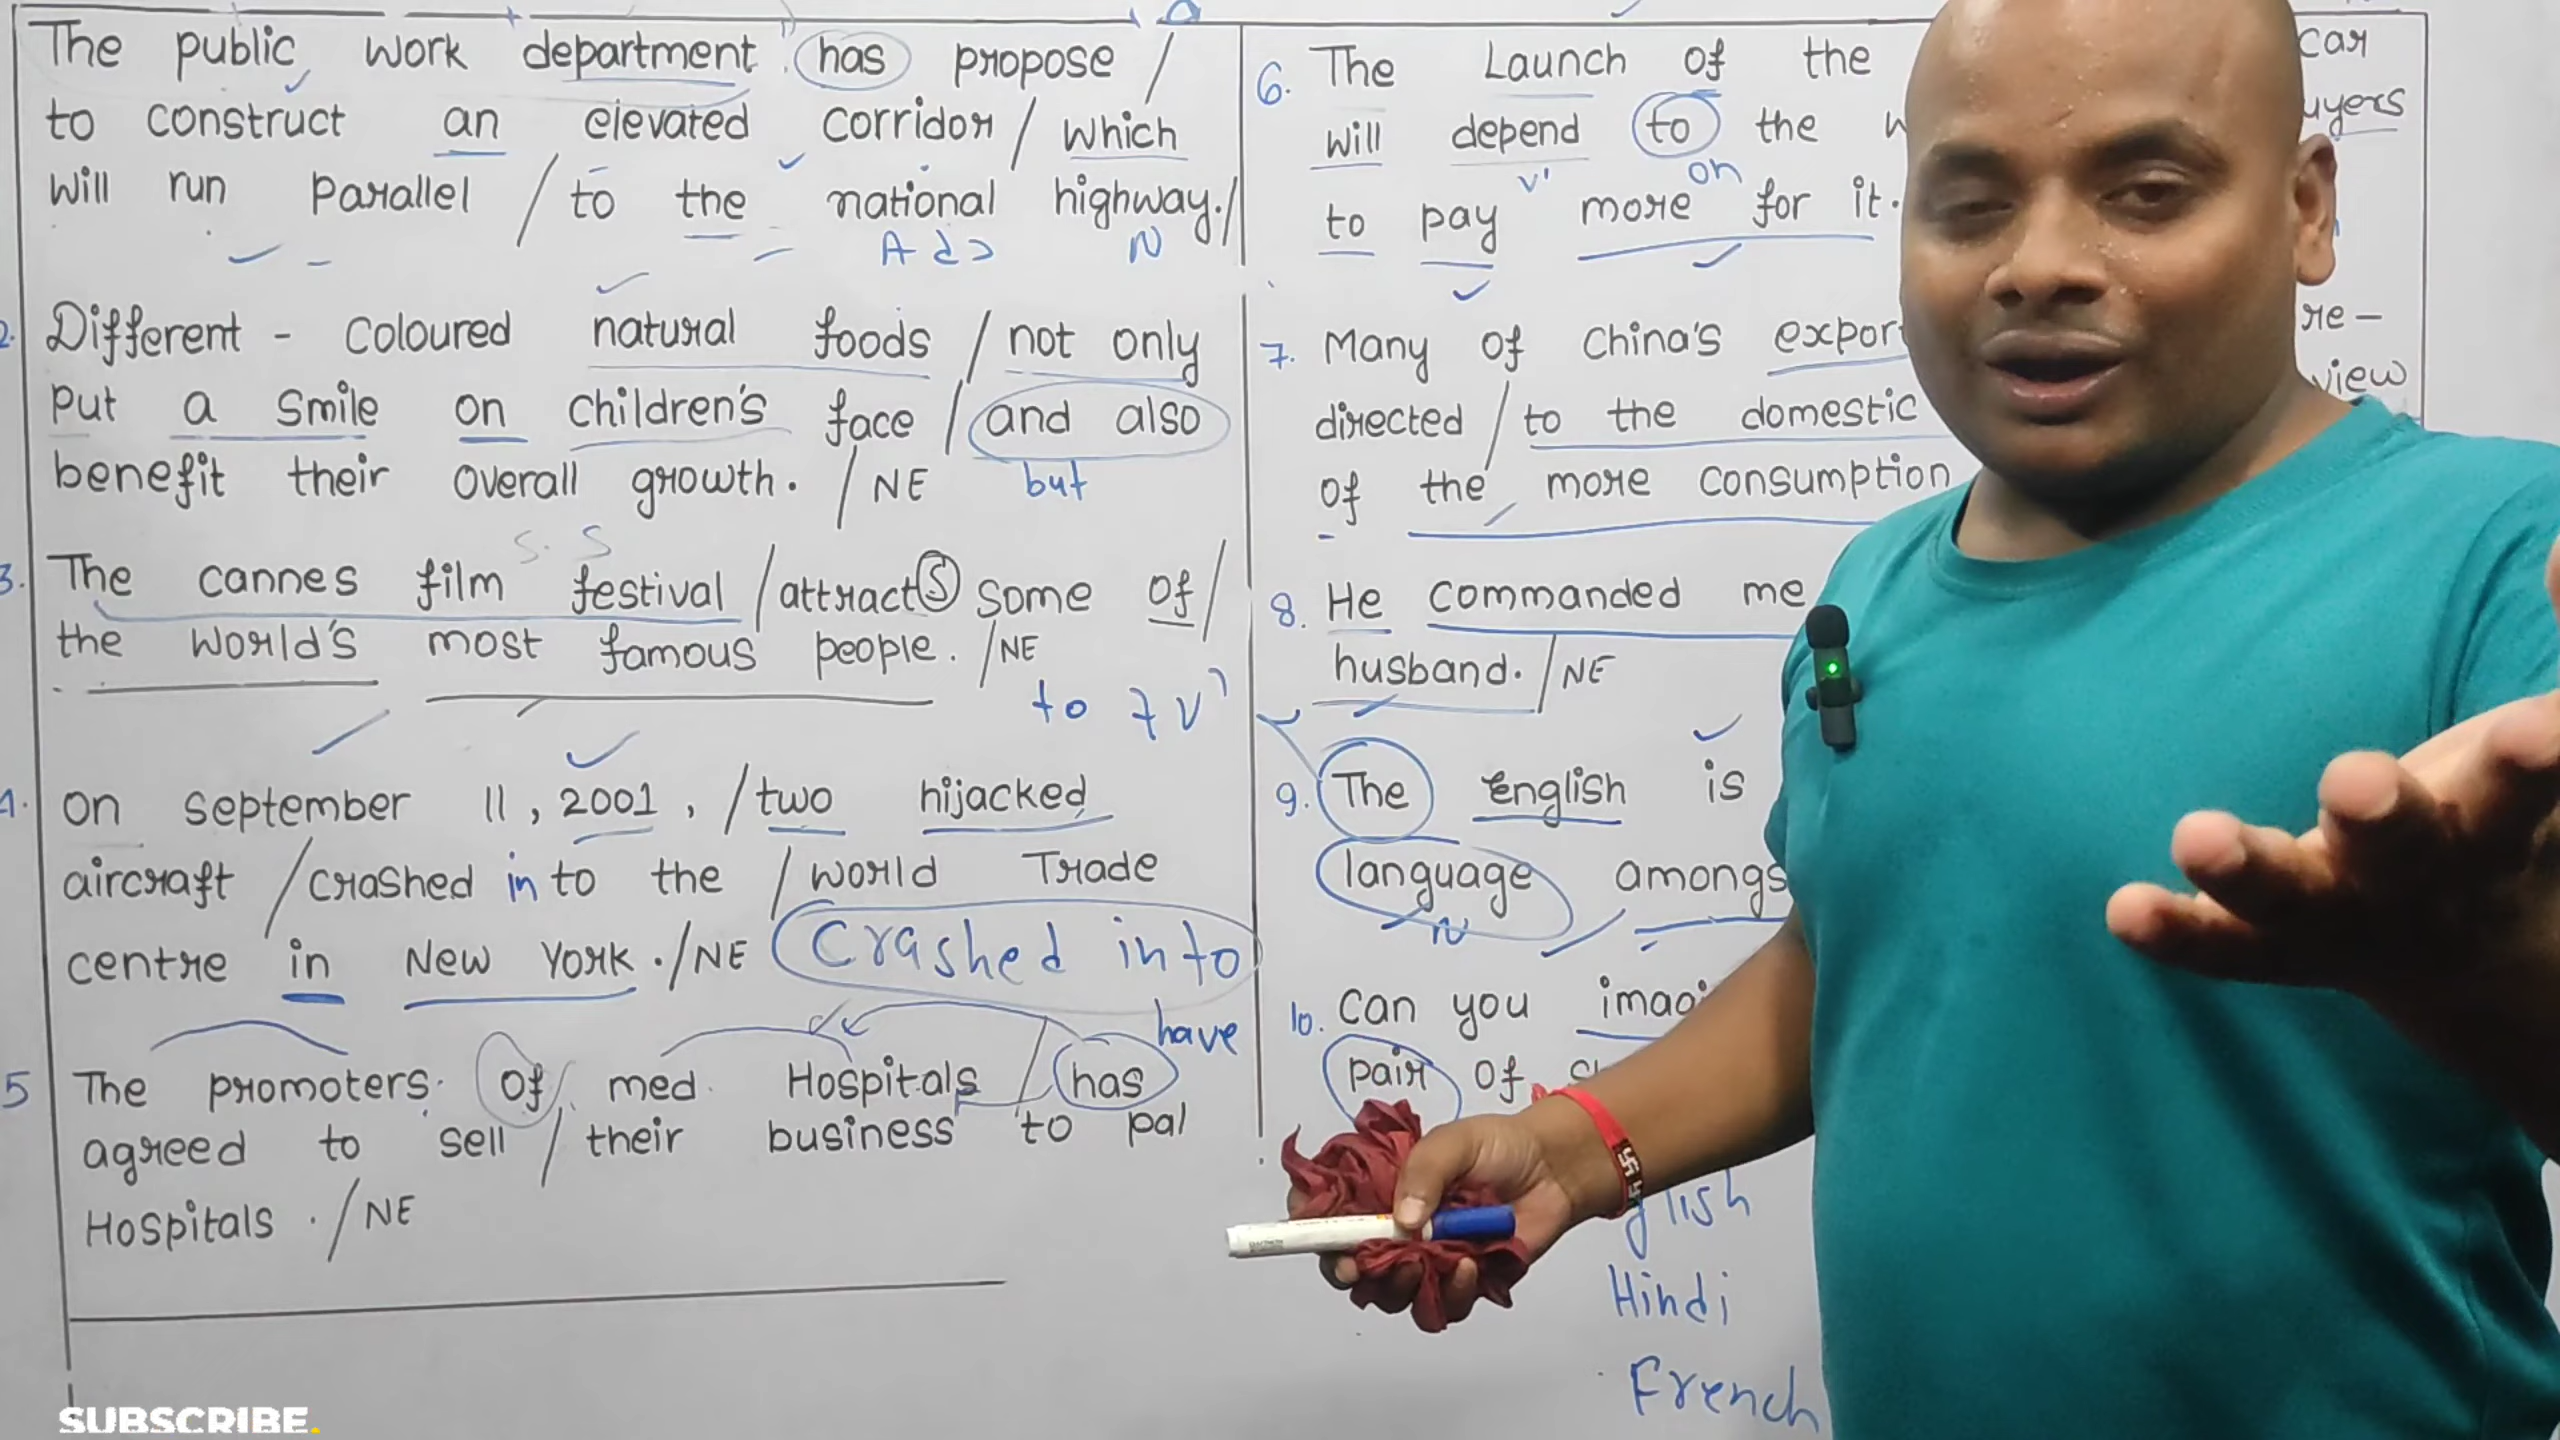 The public work department has propose /
to construct an elevated corridor / which
will run parallel / to the national highway. /
Adj N
2. Different - coloured natural foods / not only
put a smile on children's face / and also
benefit their overall growth. / NE but
S. S
3. The cannes film festival / attract(S) some of /
the world's most famous people. / NE
to + V1
4. on september 11, 2001, / two hijacked
aircraft / crashed into the / world Trade
centre in New York. / NE Crashed into
have
5 The promoters of / med Hospitals / has
agreed to sell / their business to pal
Hospitals. / NE
6. The Launch of the car
will depend to the uyers
V1 on
to pay more for it.
7. Many of China's expor re-
view
directed / to the domestic
of the more consumption
8. He commanded me
husband. / NE
9. The english is
language amongs
N
10. Can you imagi
pair of
glish
Hindi
French
SUBSCRIBE.